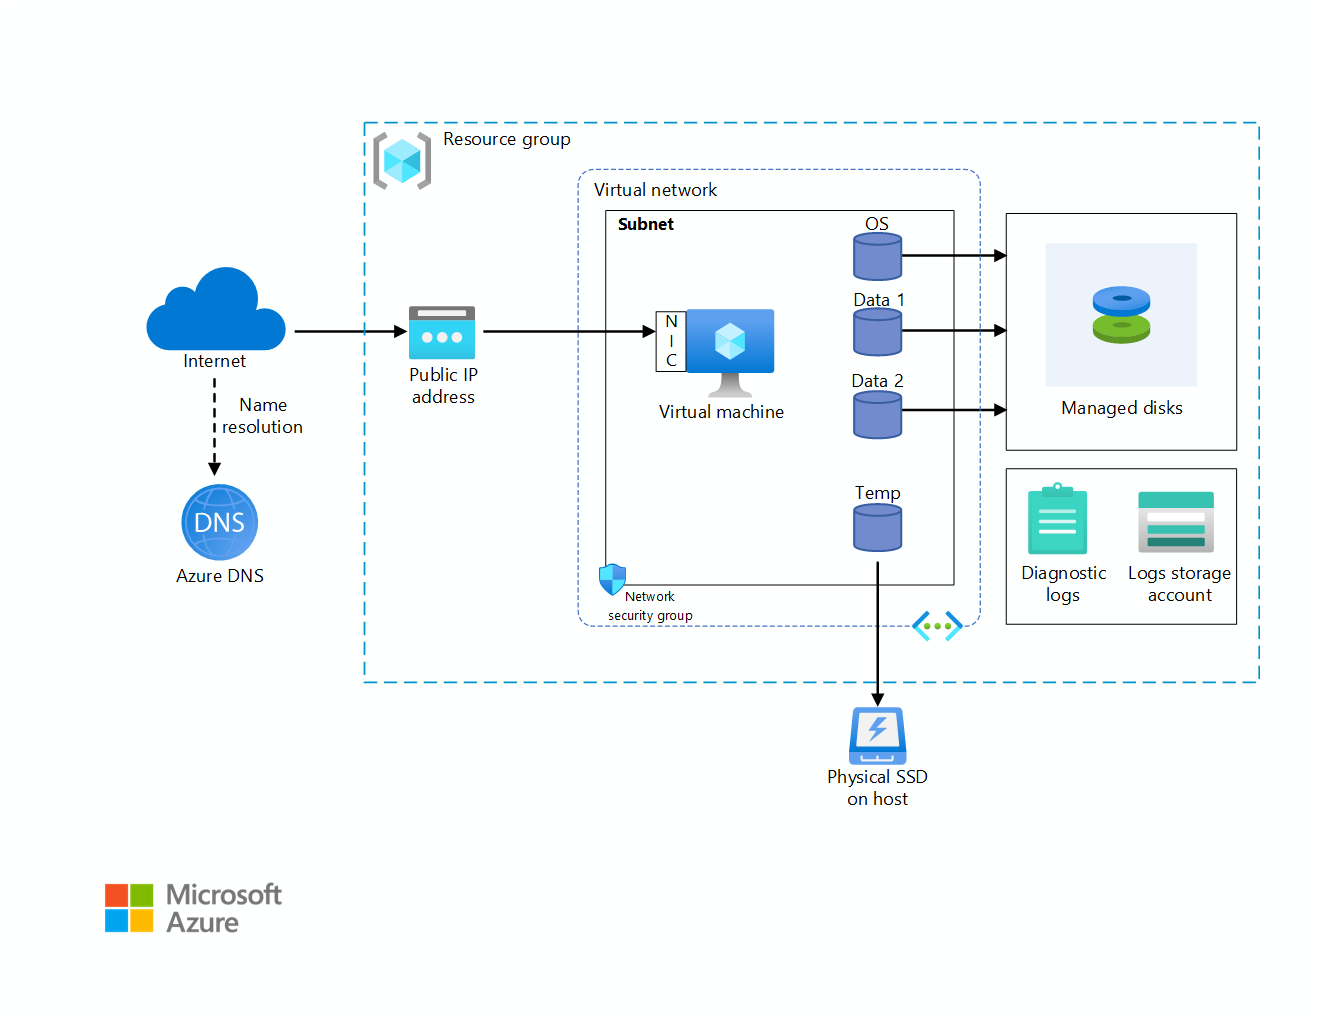 Resource group
Virtual network
Subnet
OS
Data 1
Data 2
Temp
N
I
C
Virtual machine
Network
security group
Internet
Name
resolution
DNS
Azure DNS
Public IP
address
Managed disks
Diagnostic
logs
Logs storage
account
Physical SSD
on host
Microsoft
Azure